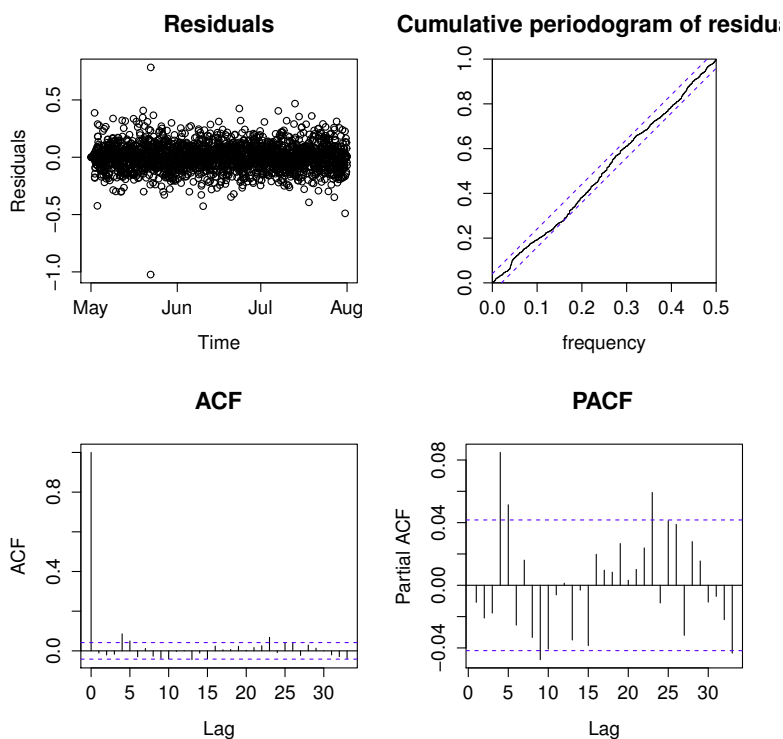 Residuals
Residuals
0.5
0.0
−0.5
−1.0
May Jun Jul Aug
Time
Cumulative periodogram of residua
1.0
0.8
0.6
0.4
0.2
0.0
0.0 0.1 0.2 0.3 0.4 0.5
frequency
ACF
ACF
0.8
0.4
0.0
0 5 10 15 20 25 30
Lag
PACF
Partial ACF
0.08
0.04
0.00
−0.04
0 5 10 15 20 25 30
Lag